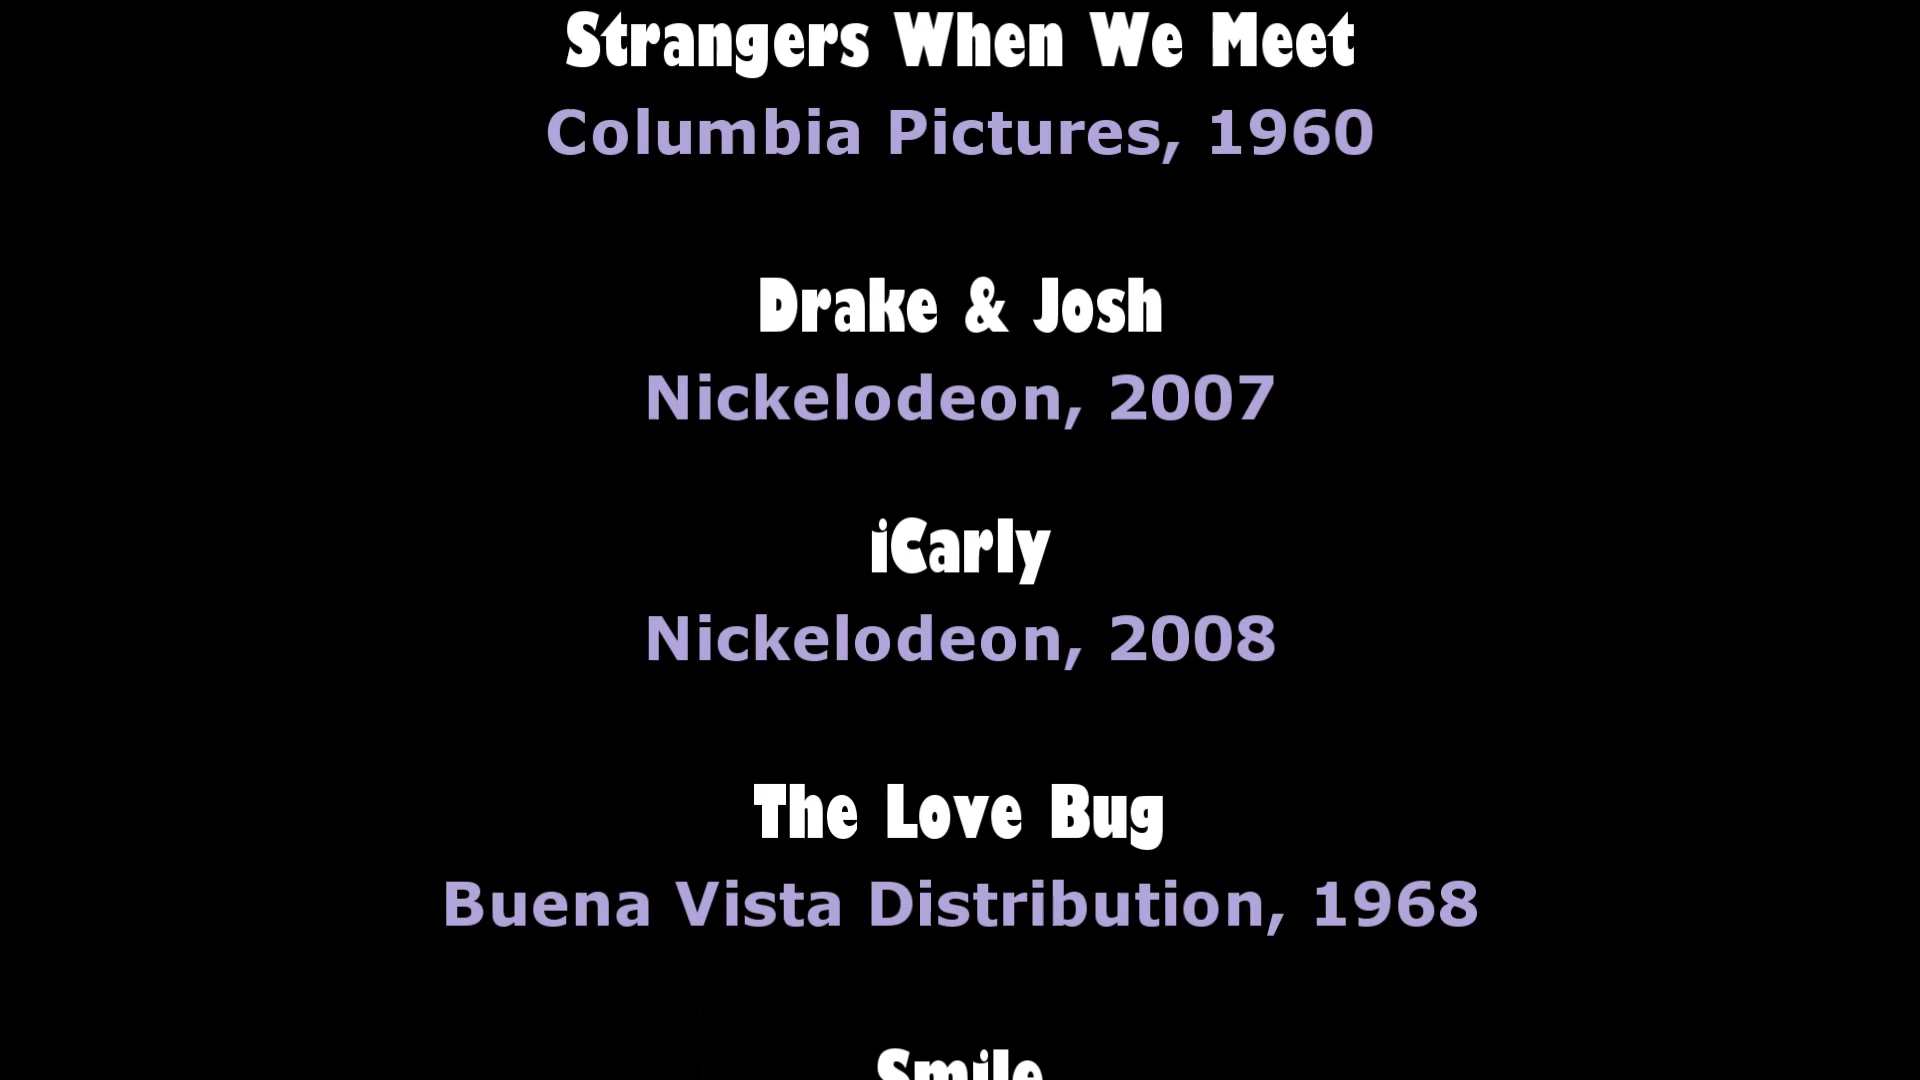 Strangers When We Meet
Columbia Pictures, 1960
Drake & Josh
Nickelodeon, 2007
iCarly
Nickelodeon, 2008
The Love Bug
Buena Vista Distribution, 1968
Smile